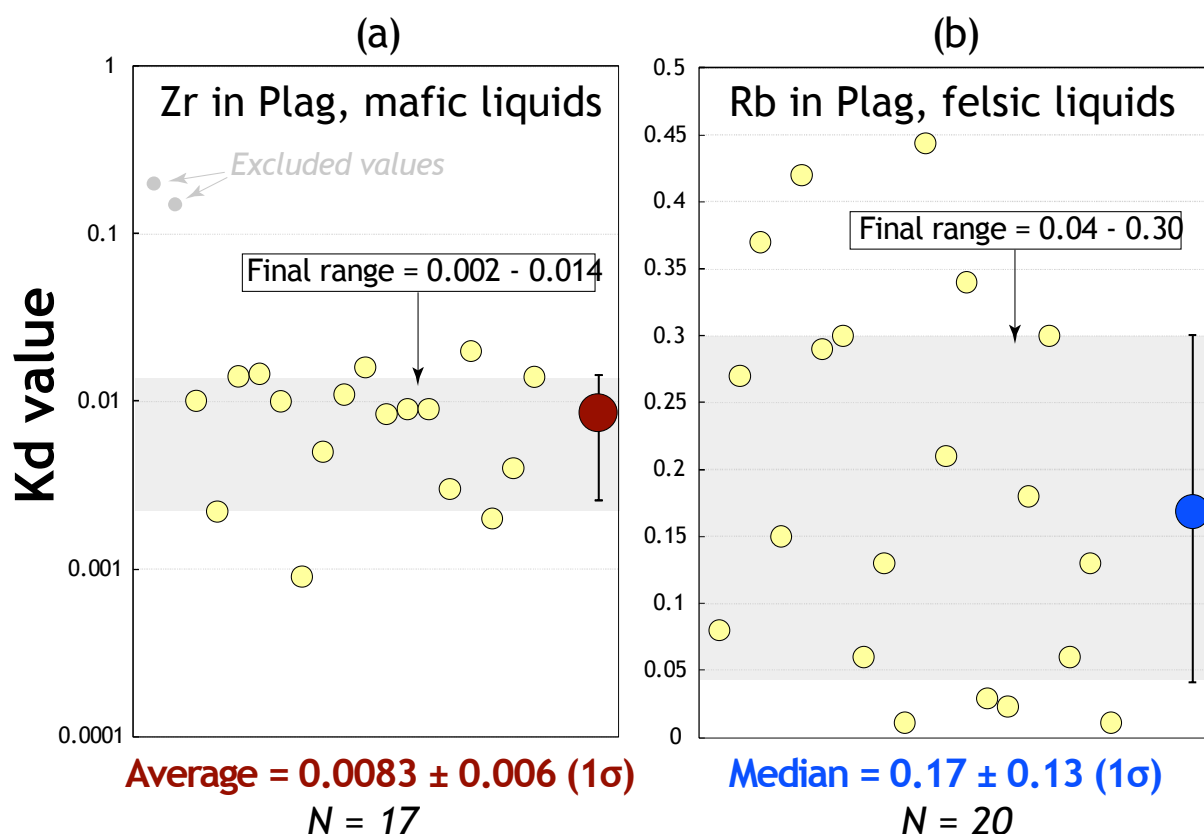 (a)
(b)
Kd value
1
0.1
0.01
0.001
0.0001
Zr in Plag, mafic liquids
Excluded values
Final range = 0.002 - 0.014
Average = 0.0083 ± 0.006 (1σ)
N = 17
0.5
0.45
0.4
0.35
0.3
0.25
0.2
0.15
0.1
0.05
0
Rb in Plag, felsic liquids
Final range = 0.04 - 0.30
Median = 0.17 ± 0.13 (1σ)
N = 20